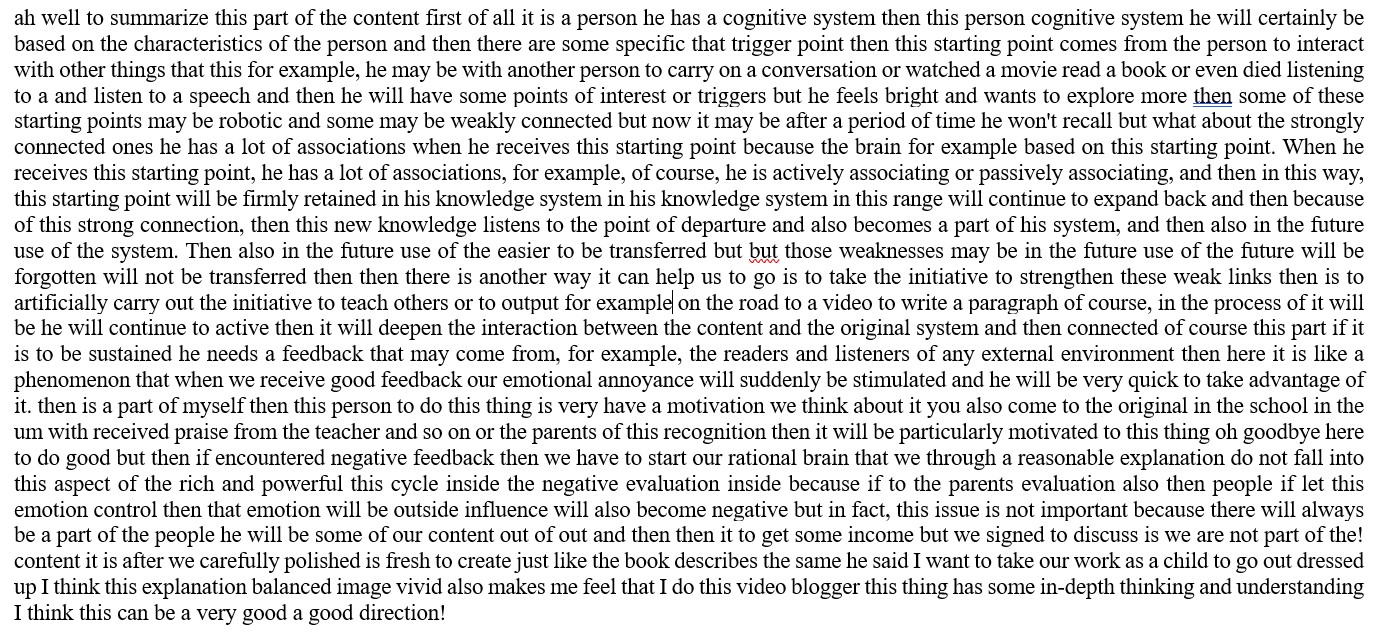 ah well to summarize this part of the content first of all it is a person he has a cognitive system then this person cognitive system he will certainly be
based on the characteristics of the person and then there are some specific that trigger point then this starting point comes from the person to interact
with other things that this for example, he may be with another person to carry on a conversation or watched a movie read a book or even died listening
to a and listen to a speech and then he will have some points of interest or triggers but he feels bright and wants to explore more then some of these
starting points may be robotic and some may be weakly connected but now it may be after a period of time he won't recall but what about the strongly
connected ones he has a lot of associations when he receives this starting point because the brain for example based on this starting point. When he
receives this starting point, he has a lot of associations, for example, of course, he is actively associating or passively associating, and then in this way,
this starting point will be firmly retained in his knowledge system in his knowledge system in this range will continue to expand back and then because
of this strong connection, then this new knowledge listens to the point of departure and also becomes a part of his system, and then also in the future
use of the system. Then also in the future use of the easier to be transferred but but those weaknesses may be in the future use of the future will be
forgotten will not be transferred then then there is another way it can help us to go is to take the initiative to strengthen these weak links then is to
artificially carry out the initiative to teach others or to output for example on the road to a video to write a paragraph of course, in the process of it will
be he will continue to active then it will deepen the interaction between the content and the original system and then connected of course this part if it
is to be sustained he needs a feedback that may come from, for example, the readers and listeners of any external environment then here it is like a
phenomenon that when we receive good feedback our emotional annoyance will suddenly be stimulated and he will be very quick to take advantage of
it. then is a part of myself then this person to do this thing is very have a motivation we think about it you also come to the original in the school in the
um with received praise from the teacher and so on or the parents of this recognition then it will be particularly motivated to this thing oh goodbye here
to do good but then if encountered negative feedback then we have to start our rational brain that we through a reasonable explanation do not fall into
this aspect of the rich and powerful this cycle inside the negative evaluation inside because if to the parents evaluation also then people if let this
emotion control then that emotion will be outside influence will also become negative but in fact, this issue is not important because there will always
be a part of the people he will be some of our content out of out and then then it to get some income but we signed to discuss is we are not part of the!
content it is after we carefully polished is fresh to create just like the book describes the same he said I want to take our work as a child to go out dressed
up I think this explanation balanced image vivid also makes me feel that I do this video blogger this thing has some in-depth thinking and understanding
I think this can be a very good a good direction!